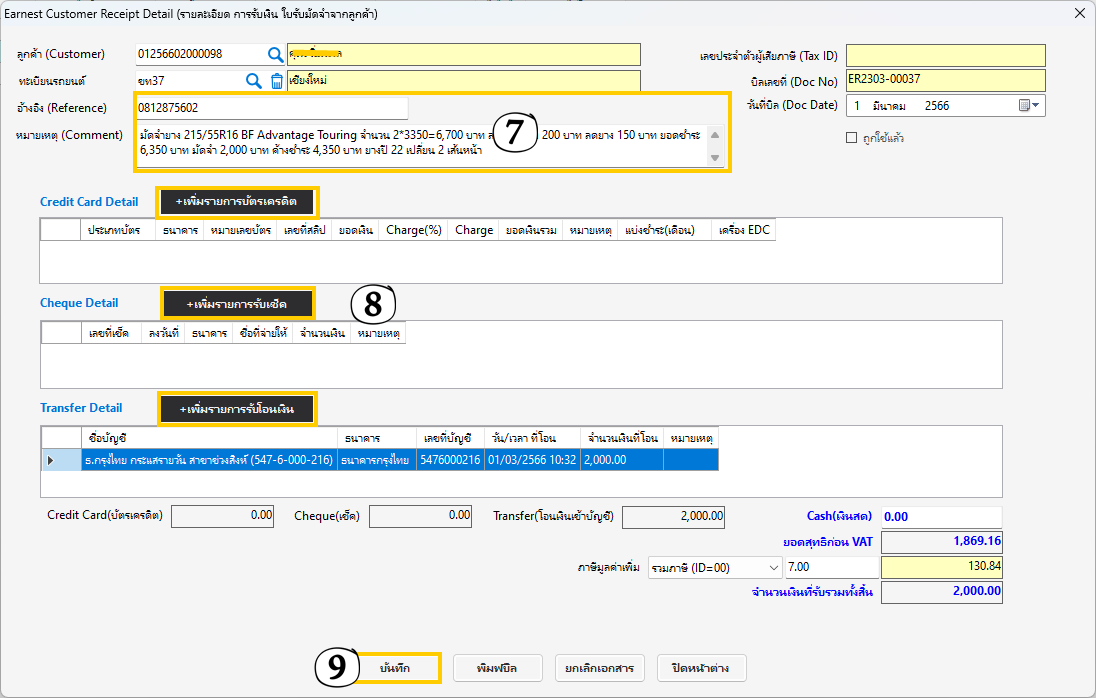 Earnest Customer Receipt Detail (รายละเอียด การรับเงิน ใบรับมัดจำจากลูกค้า)
ลูกค้า (Customer) 01256602000098
เลขประจำตัวผู้เสียภาษี (Tax ID)
ทะเบียนรถยนต์ ขท37 เชียงใหม่
บิลเลขที่ (Doc No) ER2303-00037
อ้างอิง (Reference) 0812875602
วันที่บิล (Doc Date) 1 มีนาคม 2566
หมายเหตุ (Comment) มัดจำยาง 215/55R16 BF Advantage Touring จำนวน 2*3350=6,700 บาท 200 บาท ลดยาง 150 บาท ยอดชำระ
6,350 บาท มัดจำ 2,000 บาท ค้างชำระ 4,350 บาท ยางปี 22 เปลี่ยน 2 เส้นหน้า
7
ถูกใช้แล้ว
Credit Card Detail +เพิ่มรายการบัตรเครดิต
ประเภทบัตร ธนาคาร หมายเลขบัตร เลขที่สลิป ยอดเงิน Charge(%) Charge ยอดเงินรวม หมายเหตุ แบ่งชำระ(เดือน) เครื่อง EDC
Cheque Detail +เพิ่มรายการรับเช็ค
8
เลขที่เช็ค ลงวันที่ ธนาคาร ชื่อที่จ่ายให้ จำนวนเงิน หมายเหตุ
Transfer Detail +เพิ่มรายการรับโอนเงิน
ชื่อบัญชี ธนาคาร เลขที่บัญชี วัน/เวลา ที่โอน จำนวนเงินที่โอน หมายเหตุ
ธ.กรุงไทย กระแสรายวัน สาขาช่วงสิงห์ (547-6-000-216) ธนาคารกรุงไทย 5476000216 01/03/2566 10:32 2,000.00
Credit Card(บัตรเครดิต) 0.00 Cheque(เช็ค) 0.00 Transfer(โอนเงินเข้าบัญชี) 2,000.00 Cash(เงินสด) 0.00
ยอดสุทธิก่อน VAT 1,869.16
ภาษีมูลค่าเพิ่ม รวมภาษี (ID=00) 7.00 130.84
จำนวนเงินที่รับรวมทั้งสิ้น 2,000.00
9 บันทึก พิมพ์บิล ยกเลิกเอกสาร ปิดหน้าต่าง